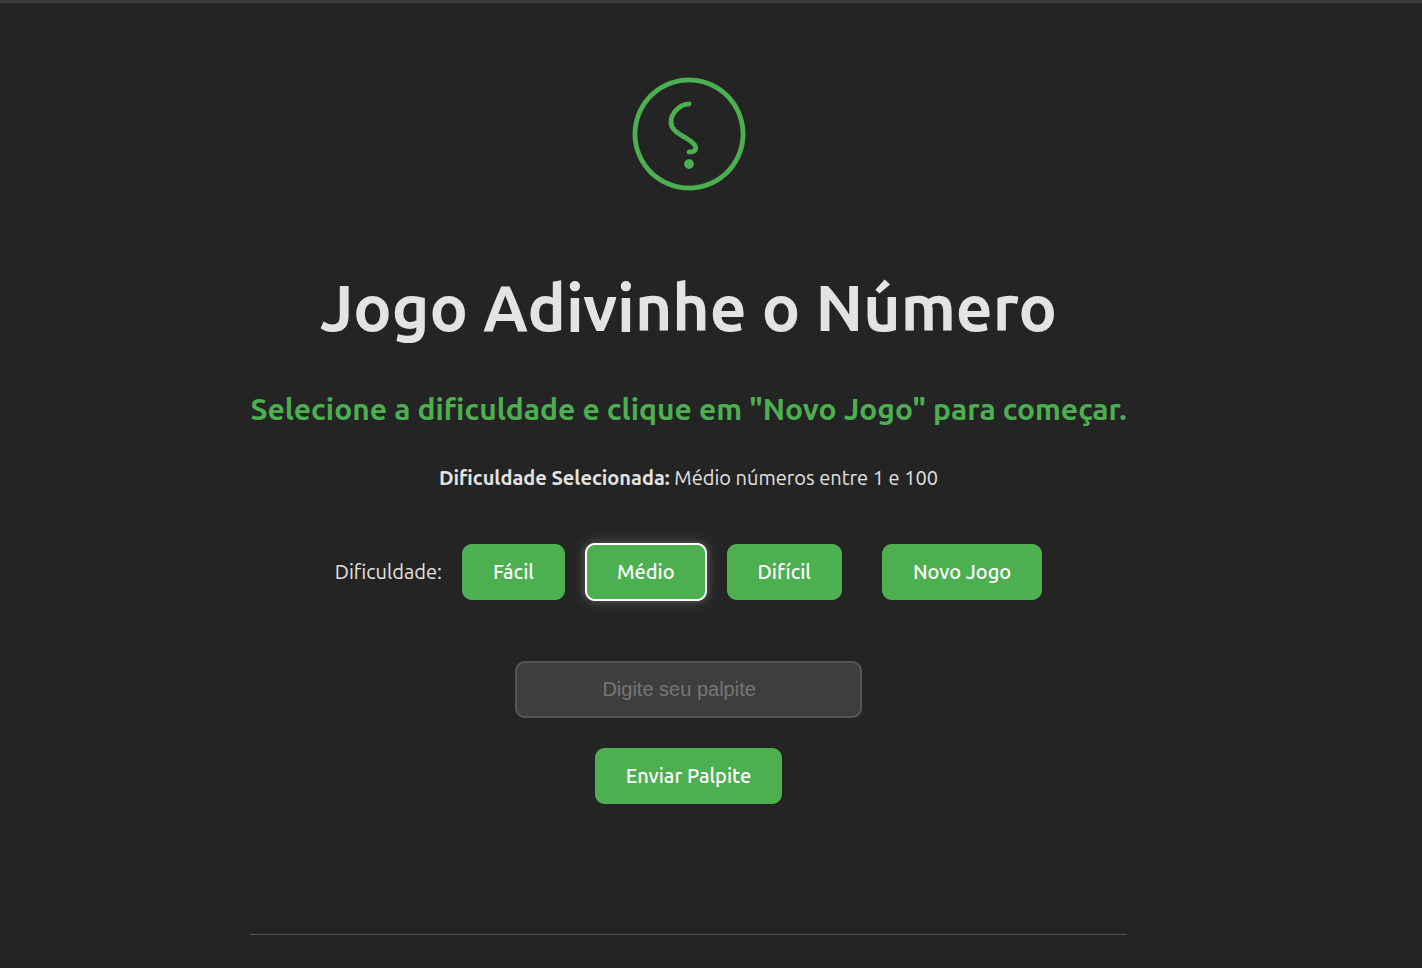 Jogo Adivinhe o Número
Selecione a dificuldade e clique em "Novo Jogo" para começar.
Dificuldade Selecionada: Médio números entre 1 e 100
Dificuldade: Fácil Médio Difícil Novo Jogo
Digite seu palpite
Enviar Palpite